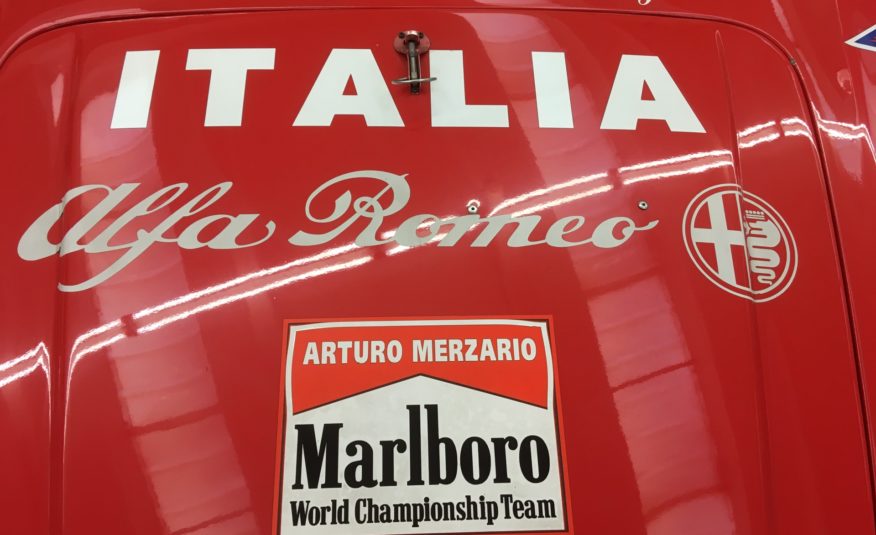 ITALIA
Alfa Romeo
ARTURO MERZARIO
Marlboro
World Championship Team